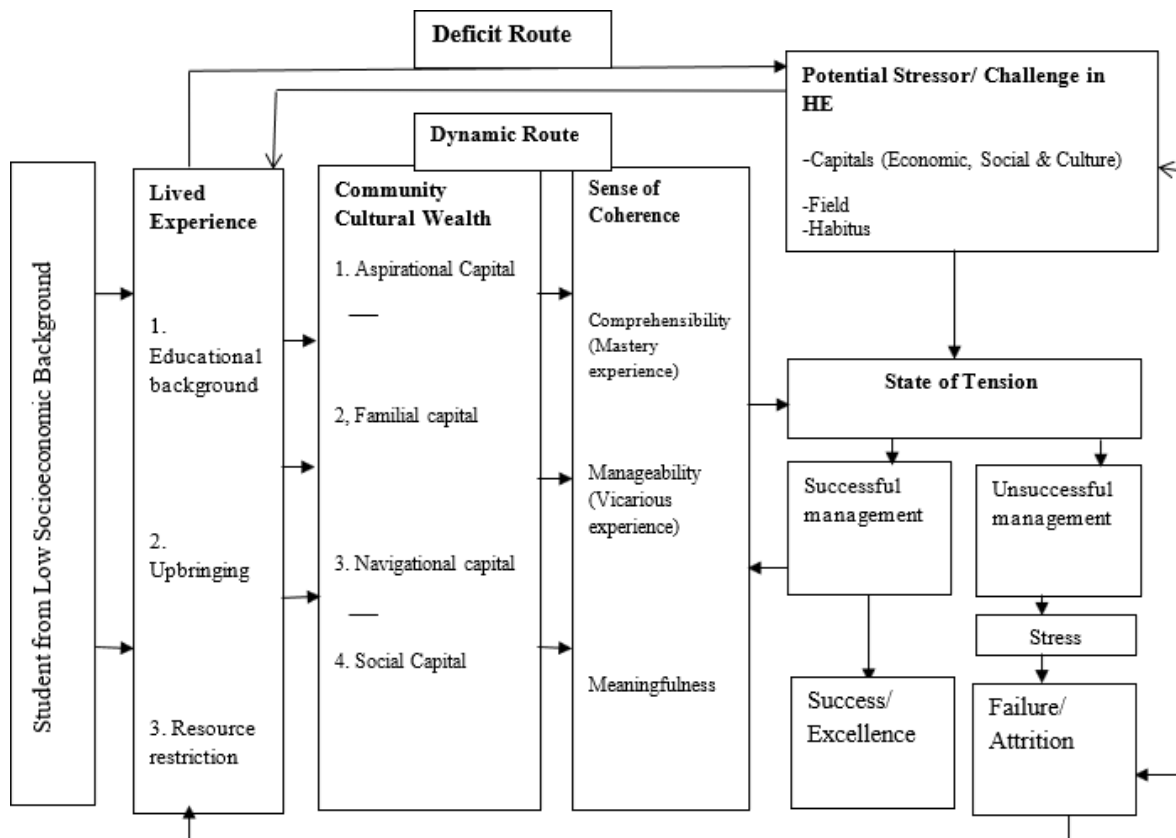 Deficit Route
Potential Stressor/ Challenge in
HE
-Capitals (Economic, Social & Culture)
-Field
-Habitus
Dynamic Route
Student from Low Socioeconomic Background
Lived
Experience
1.
Educational
background
2.
Upbringing
3. Resource
restriction
Community
Cultural Wealth
1. Aspirational Capital
2, Familial capital
3. Navigational capital
4. Social Capital
Sense of
Coherence
Comprehensibility
(Mastery
experience)
Manageability
(Vicarious
experience)
Meaningfulness
State of Tension
Successful
management
Unsuccessful
management
Stress
Success/
Excellence
Failure/
Attrition